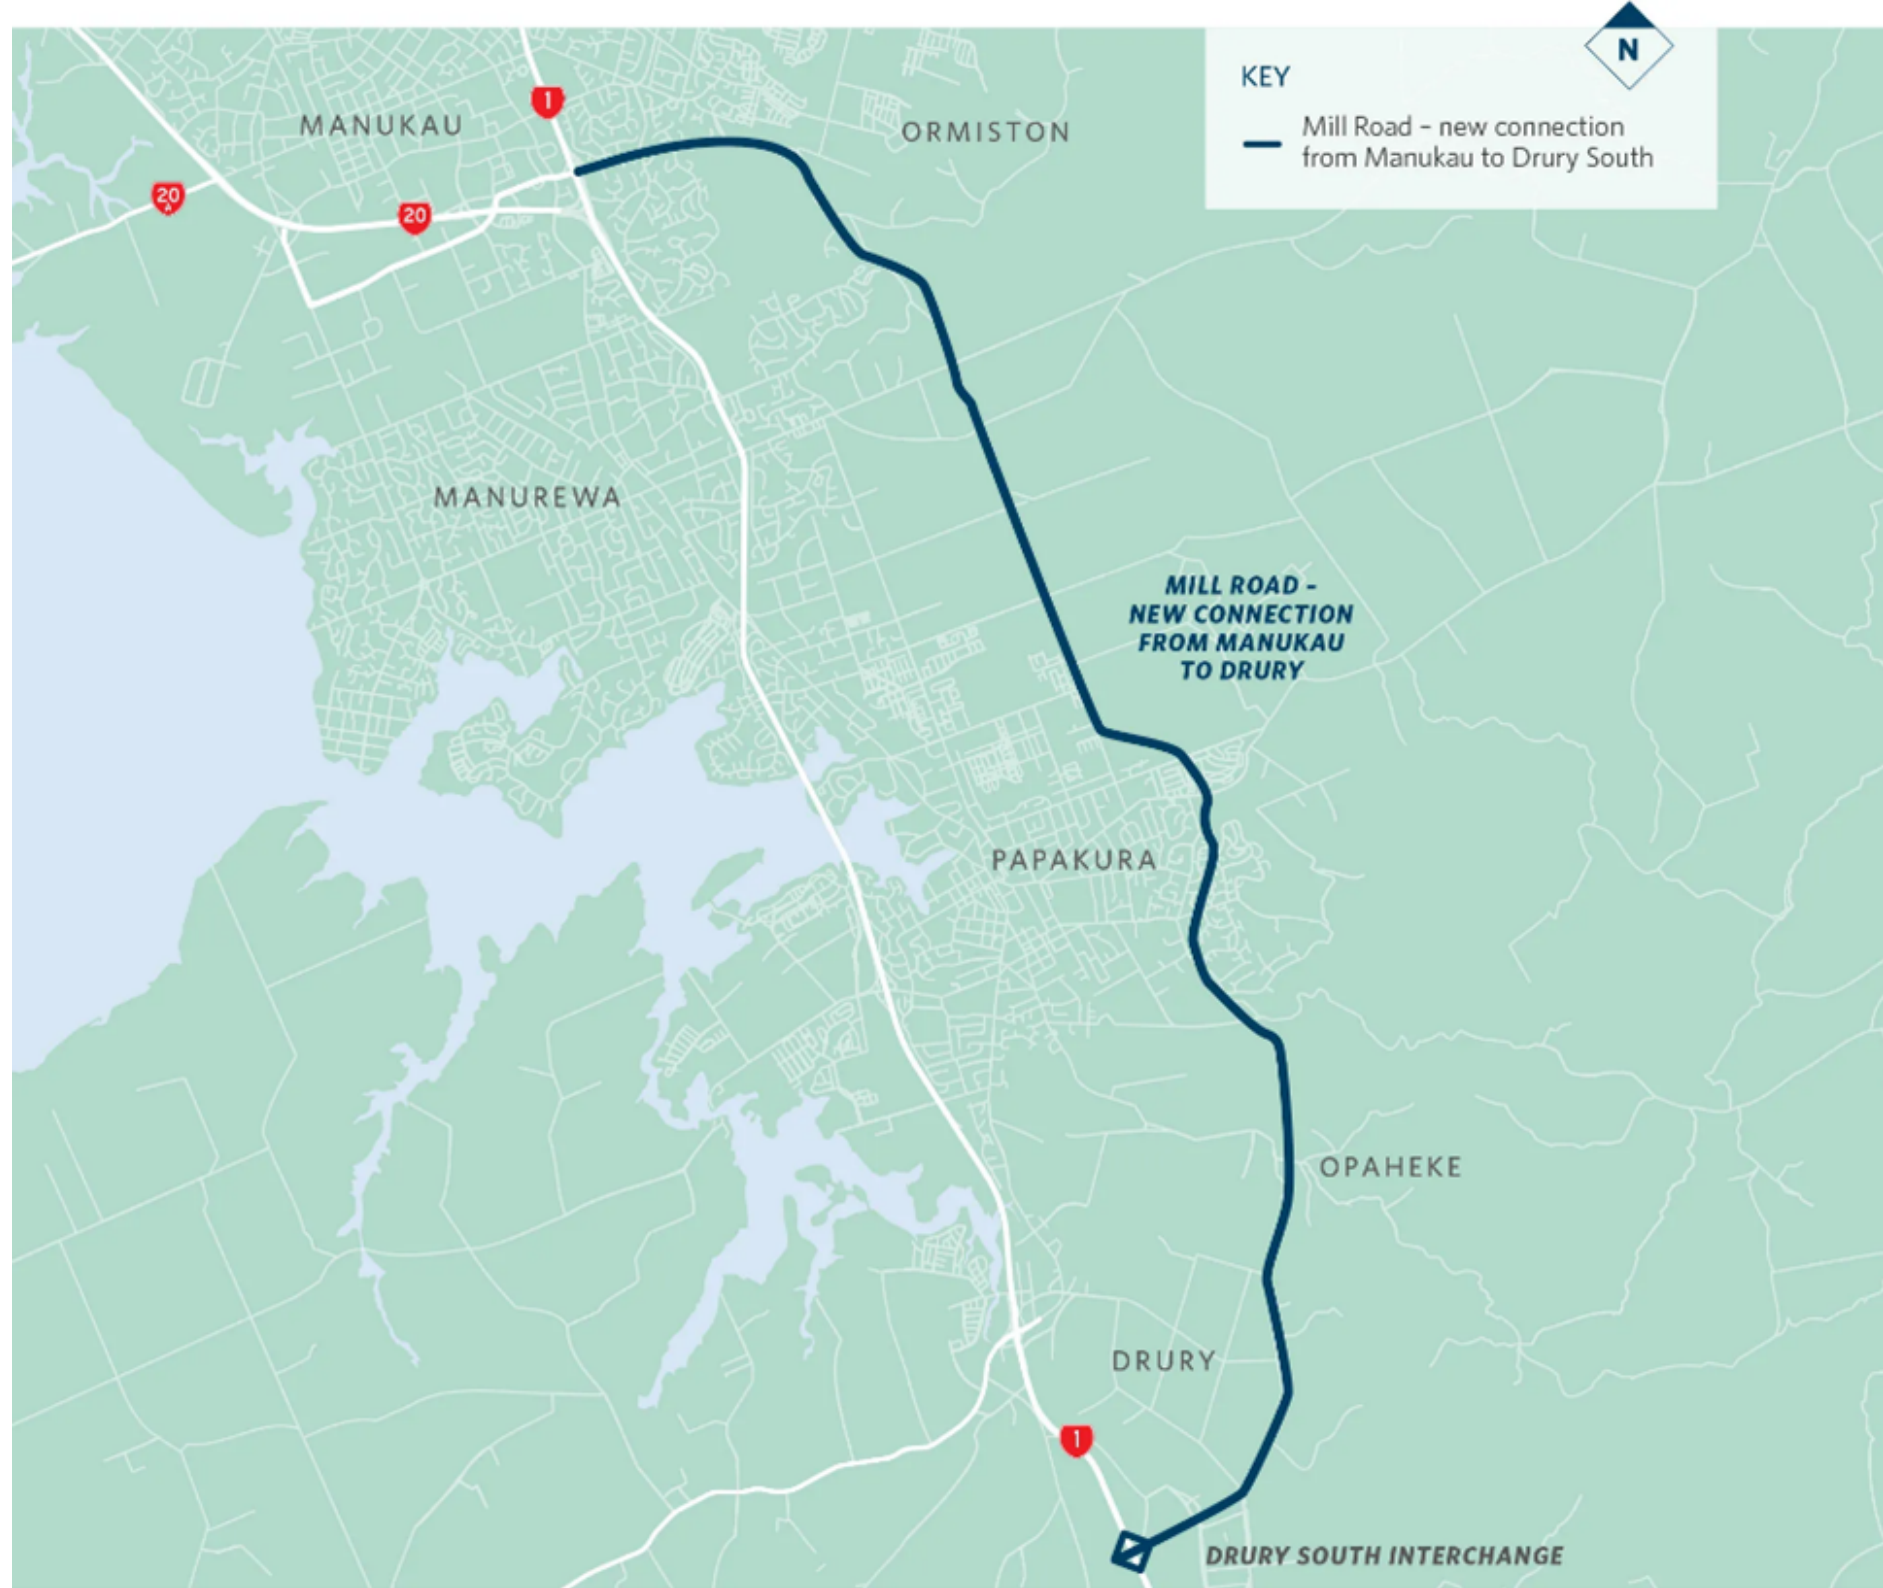 N
KEY
Mill Road – new connection
from Manukau to Drury South
1
MANUKAU
ORMISTON
20
A
20
MANUREWA
MILL ROAD –
NEW CONNECTION
FROM MANUKAU
TO DRURY
PAPAKURA
OPAHEKE
DRURY
1
DRURY SOUTH INTERCHANGE